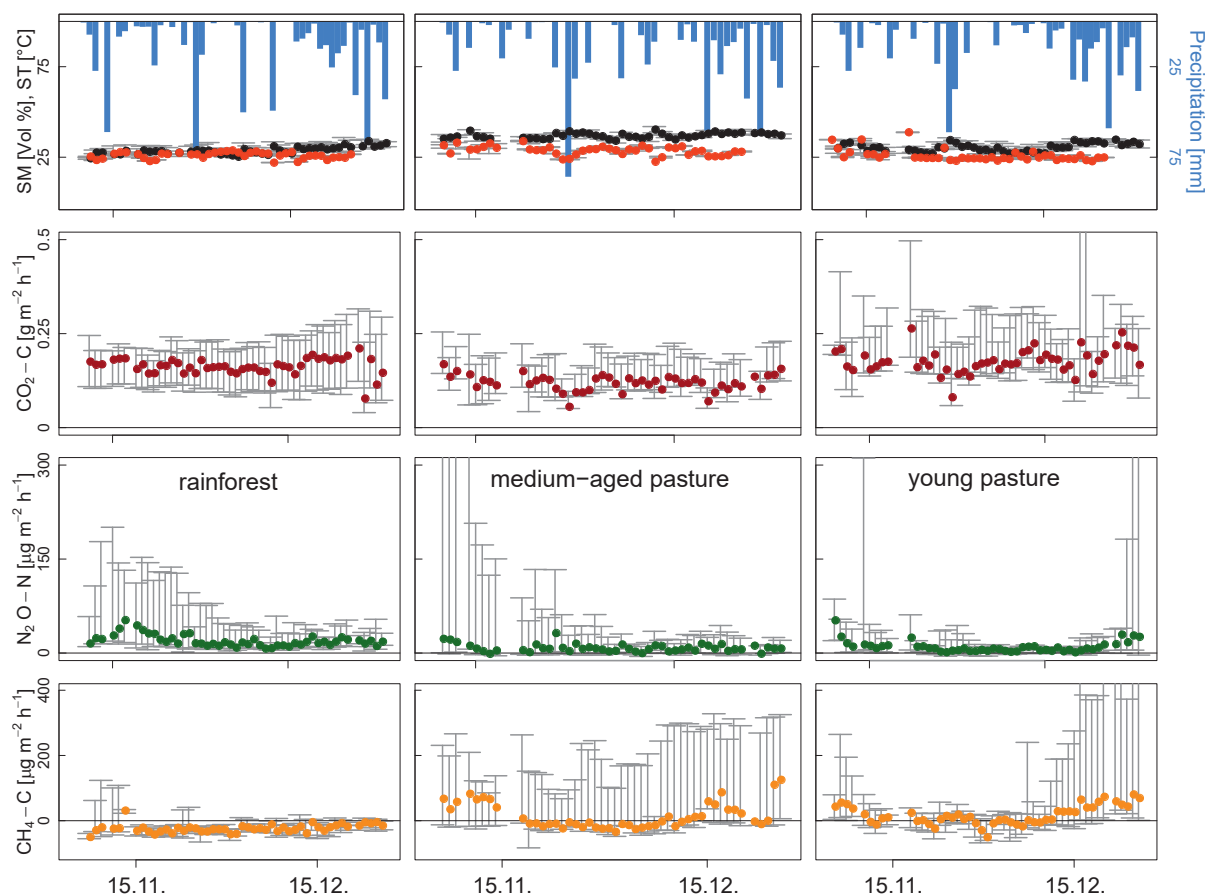 SM [Vol %], ST [°C]
75
25
25
75
Precipitation [mm]
CO₂ − C [g m⁻² h⁻¹]
0.5
0.25
0
N₂ O − N [µg m⁻² h⁻¹]
300
150
0
rainforest
medium−aged pasture
young pasture
CH₄ − C [µg m⁻² h⁻¹]
400
200
0
15.11.
15.12.
15.11.
15.12.
15.11.
15.12.